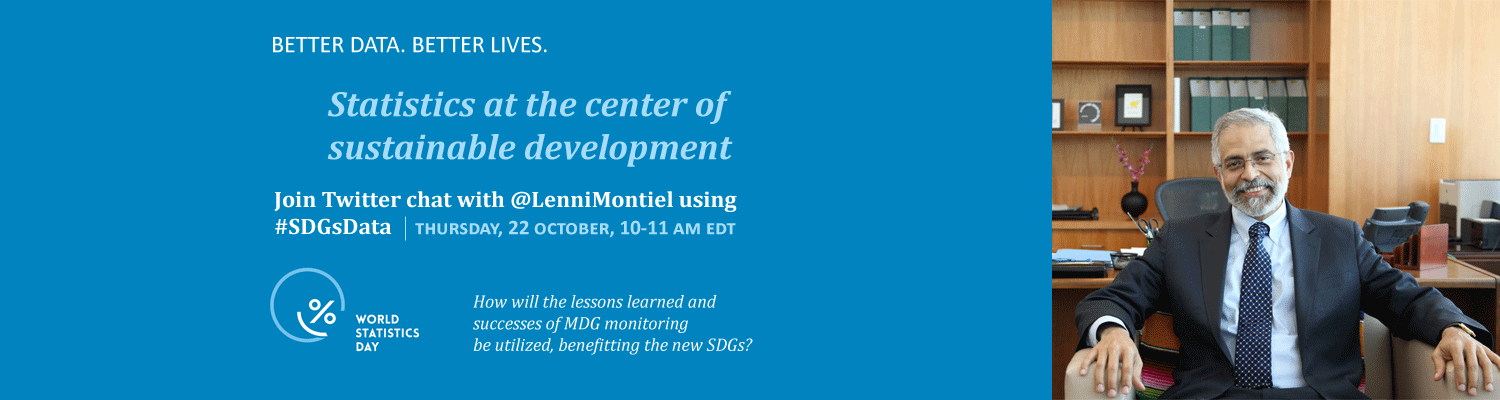 BETTER DATA. BETTER LIVES.
Statistics at the center of
sustainable development
Join Twitter chat with @LenniMontiel using
#SDGsData | THURSDAY, 22 OCTOBER, 10-11 AM EDT
%
WORLD
STATISTICS
DAY
How will the lessons learned and
successes of MDG monitoring
be utilized, benefitting the new SDGs?